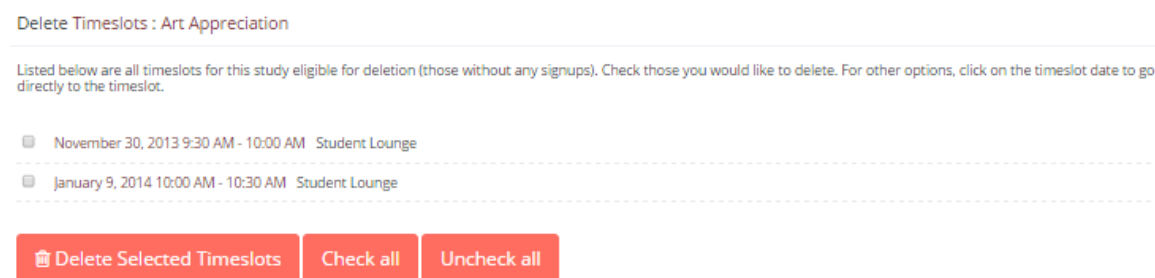 Delete Timeslots : Art Appreciation
Listed below are all timeslots for this study eligible for deletion (those without any signups). Check those you would like to delete. For other options, click on the timeslot date to go
directly to the timeslot.
November 30, 2013 9:30 AM - 10:00 AM Student Lounge
January 9, 2014 10:00 AM - 10:30 AM Student Lounge
Delete Selected Timeslots Check all Uncheck all